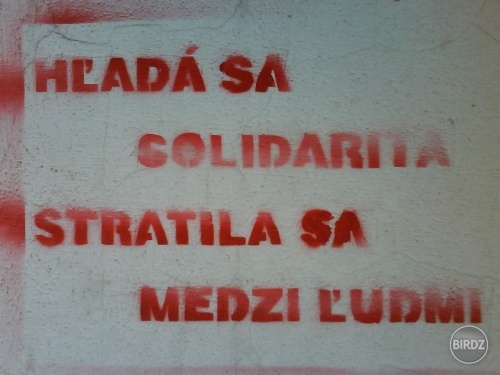 HĽADÁ SA
SOLIDARITA
STRATILA SA
MEDZI ĽUDMI
BIRDZ